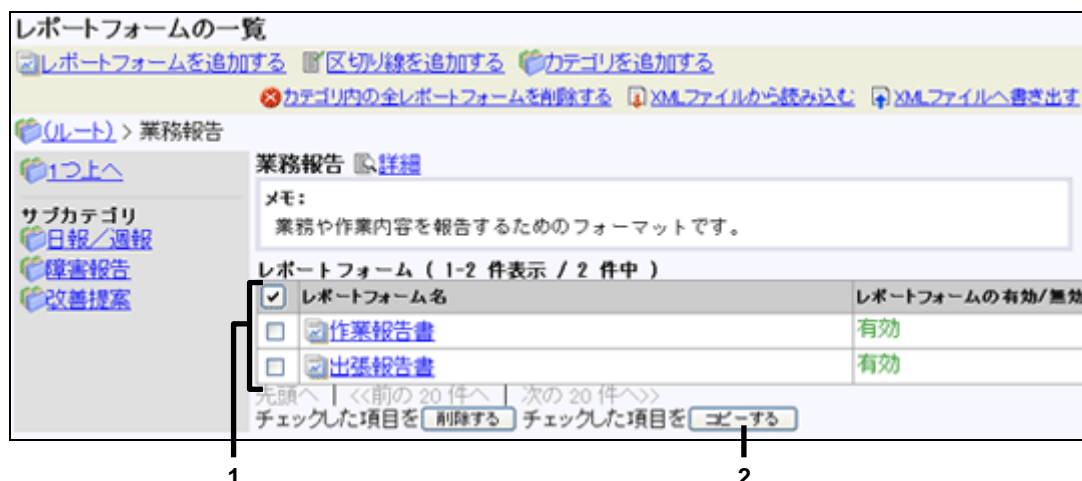 レポートフォームの一覧
レポートフォームを追加する 区切り線を追加する カテゴリを追加する
カテゴリ内の全レポートフォームを削除する XMLファイルから読み込む XMLファイルへ書き出す
(ルート) > 業務報告
1つ上へ
サブカテゴリ
日報／週報
障害報告
改善提案
業務報告 詳細
メモ：
業務や作業内容を報告するためのフォーマットです。
レポートフォーム ( 1-2 件表示 / 2 件中 )
レポートフォーム名 レポートフォームの有効/無効
作業報告書 有効
出張報告書 有効
先頭へ | <<前の 20 件へ | 次の 20 件へ>>
チェックした項目を 削除する チェックした項目を コピーする
1 2